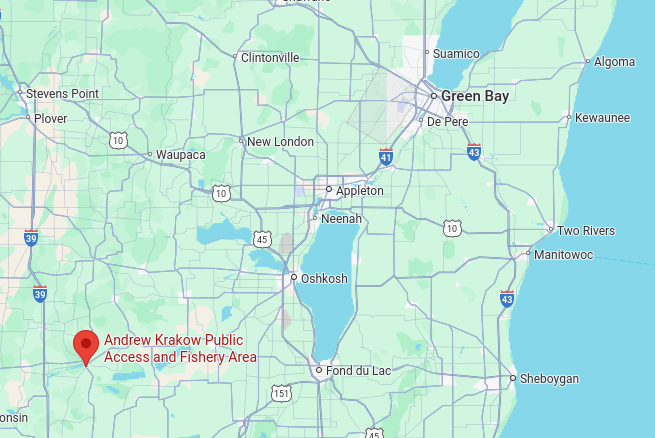 Clintonville
Suamico
Algoma
Stevens Point
Green Bay
Plover
De Pere
Kewaunee
10
New London
Waupaca
41
43
10
Appleton
Neenah
10
Two Rivers
39
45
Manitowoc
Oshkosh
39
43
Andrew Krakow Public
Access and Fishery Area
Fond du Lac
Sheboygan
151
onsin
45